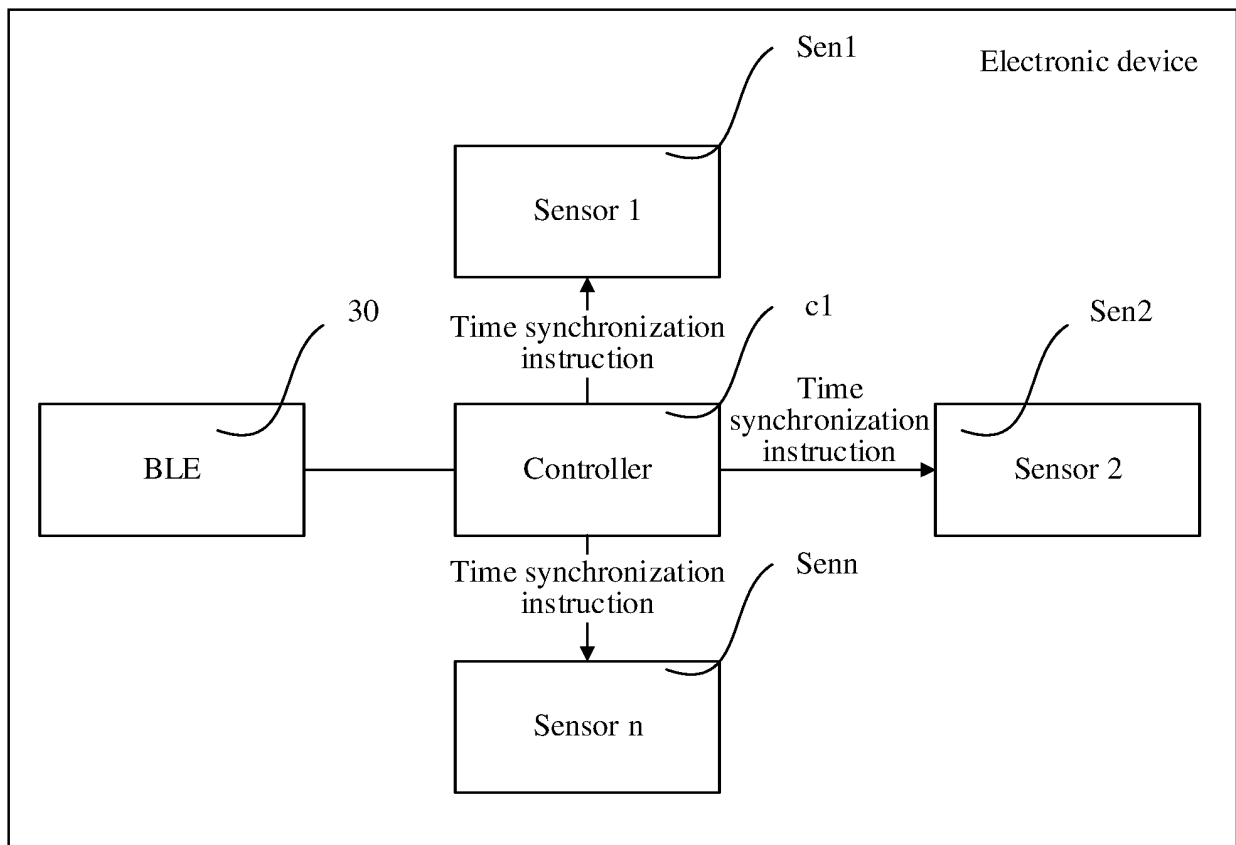 Sen1
Electronic device
Sensor 1
30
Time synchronization
instruction
c1
Sen2
BLE
Controller
Time
synchronization
instruction
Sensor 2
Time synchronization
instruction
Senn
Sensor n